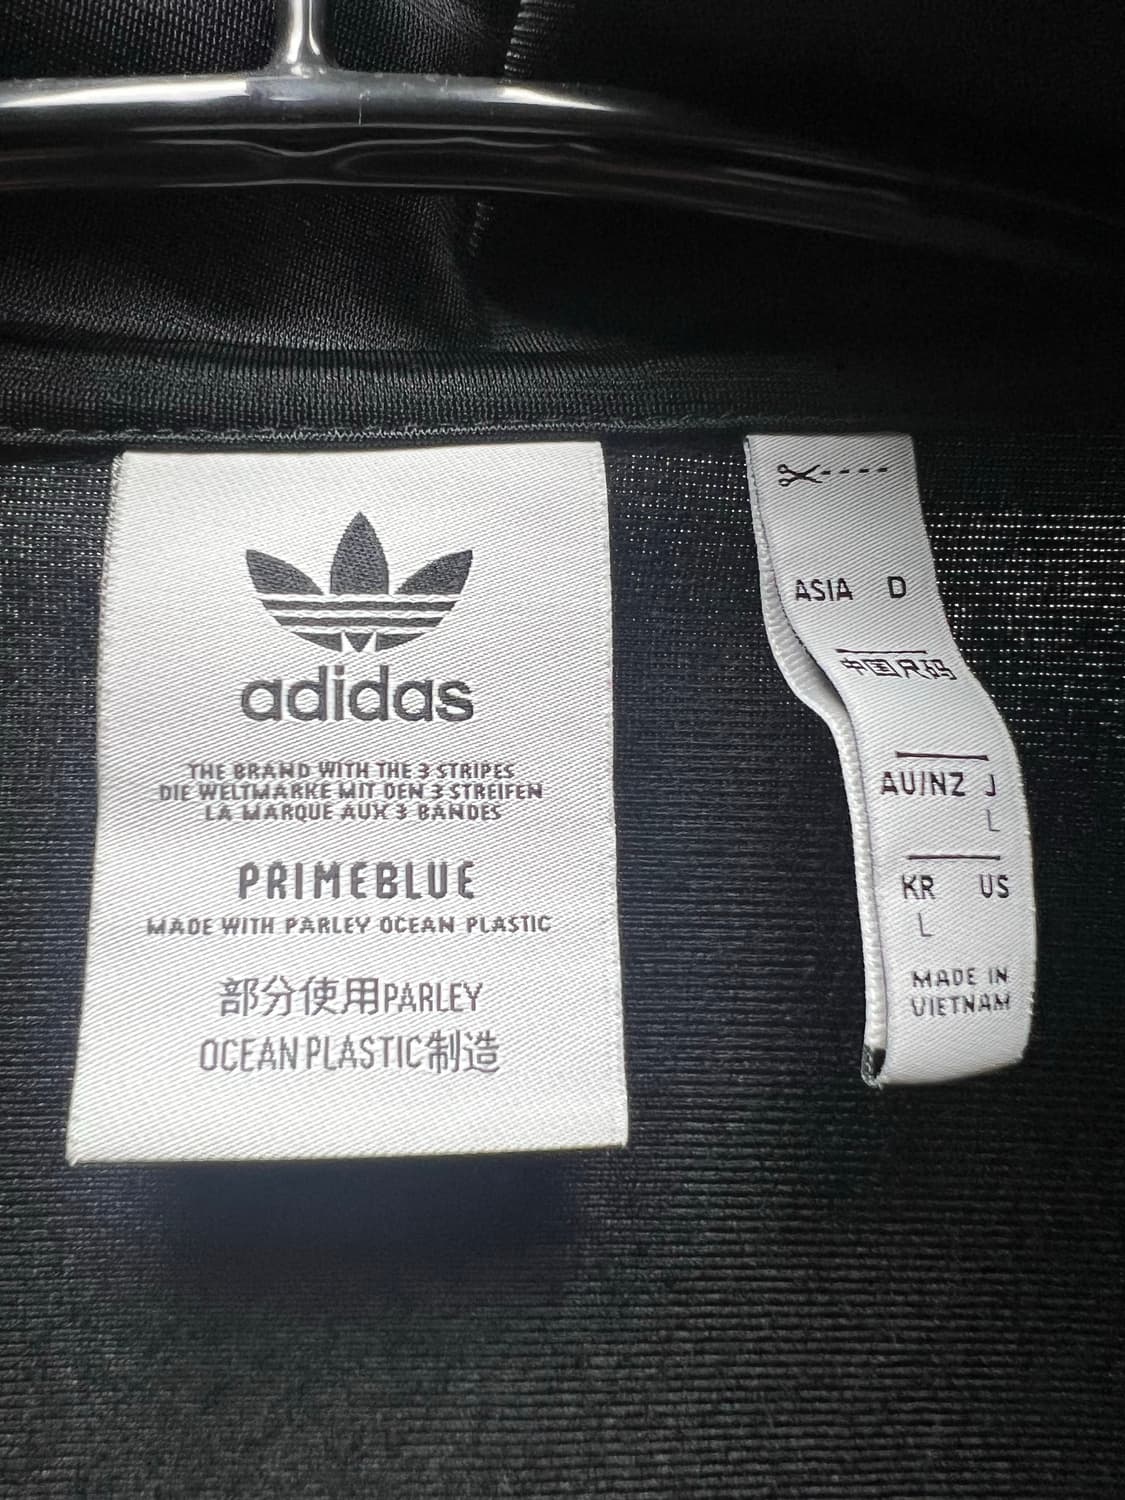 adidas
THE BRAND WITH THE 3 STRIPES
DIE WELTMARKE MIT DEN 3 STREIFEN
LA MARQUE AUX 3 BANDES
PRIMEBLUE
MADE WITH PARLEY OCEAN PLASTIC
部分使用PARLEY
OCEAN PLASTIC制造
ASIA D
中国尺码
AU/NZ J
L
KR US
L
MADE IN
VIETNAM